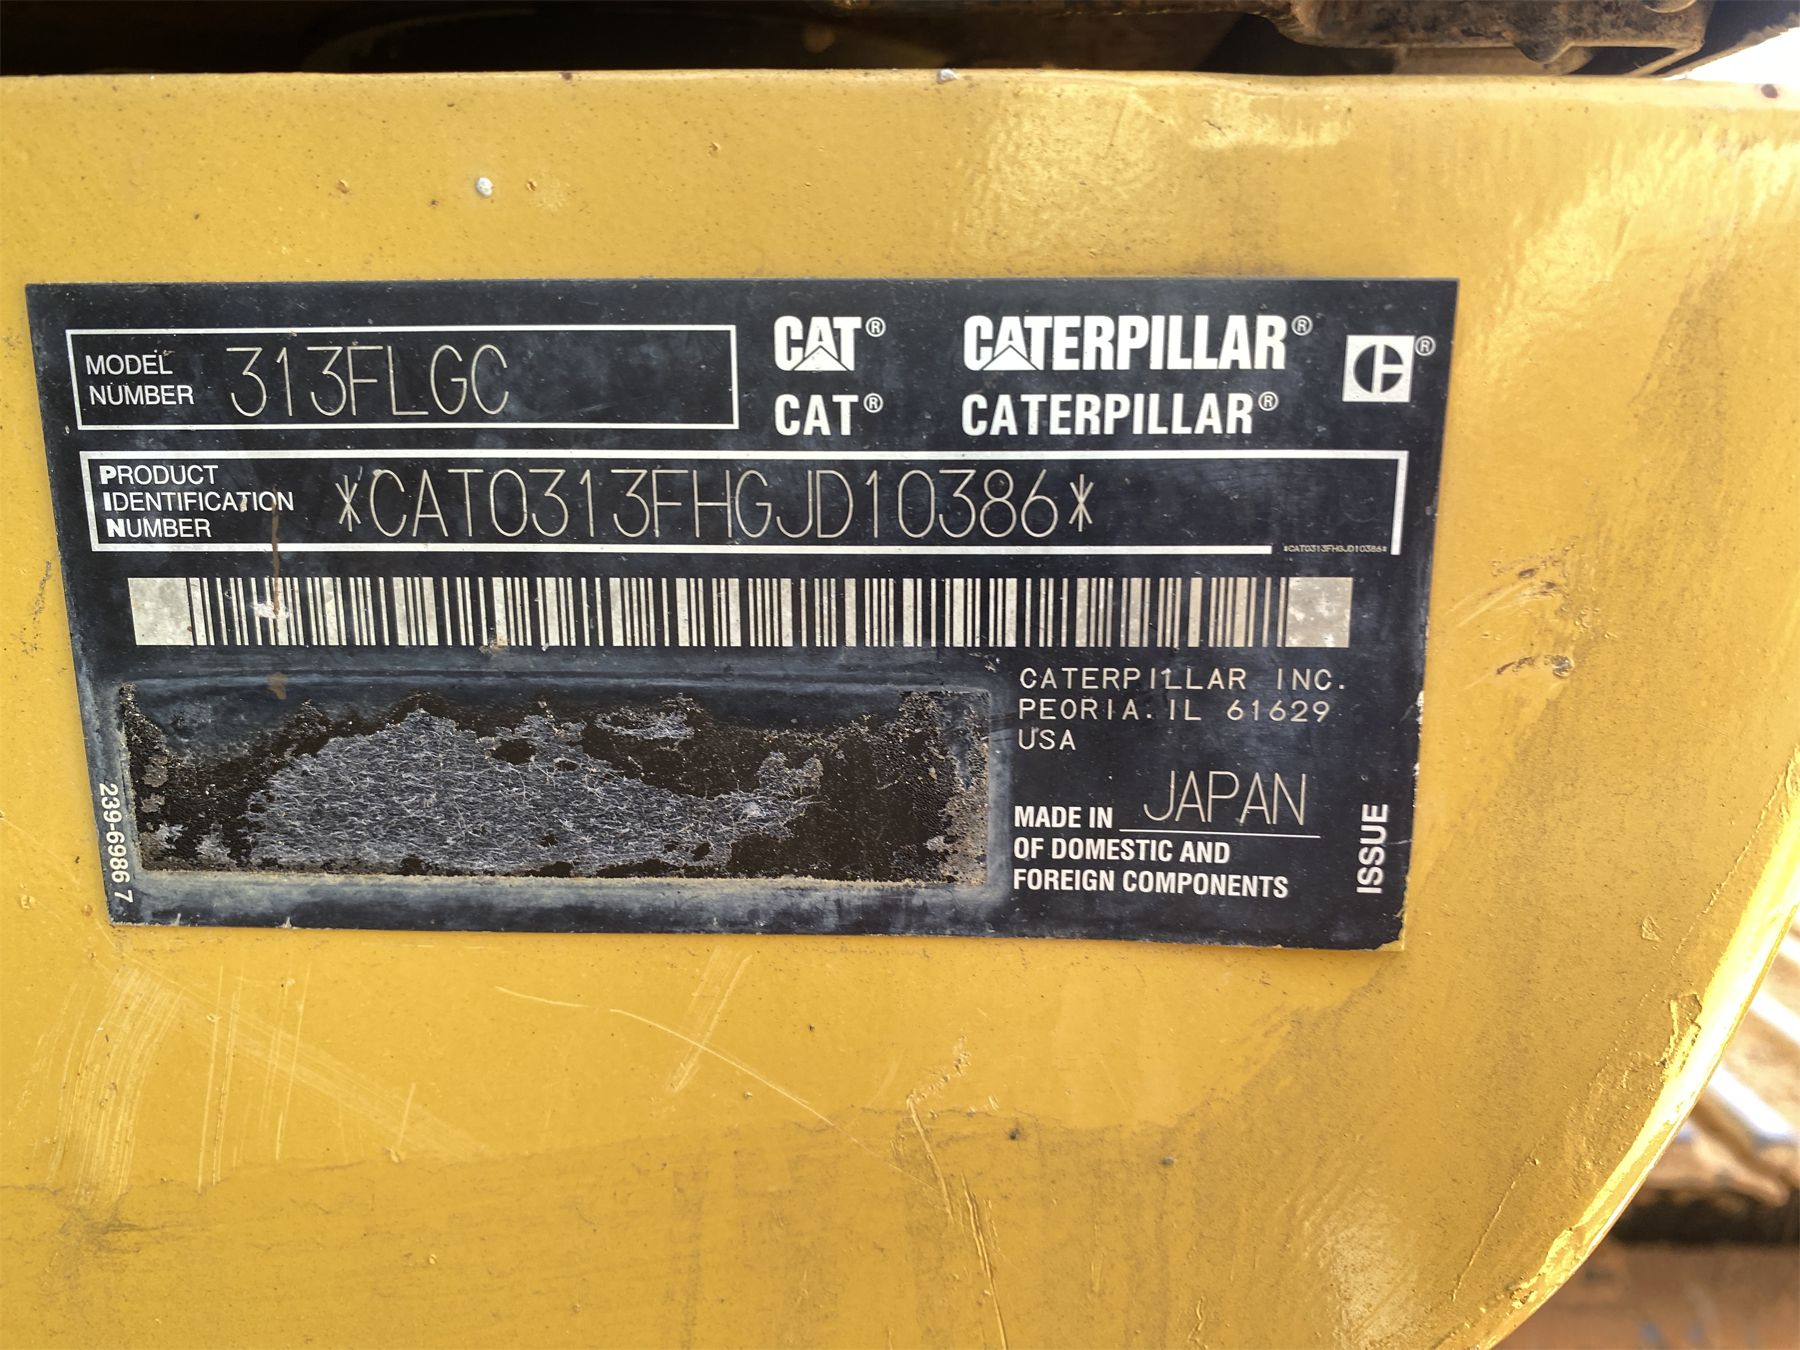 MODEL NUMBER 313FLGC
CAT® CATERPILLAR® ®
CAT® CATERPILLAR®
PRODUCT
IDENTIFICATION
NUMBER
*CAT0313FHGJD10386*
*CAT0313FHGJD10386*
CATERPILLAR INC.
PEORIA. IL 61629
USA
MADE IN JAPAN
OF DOMESTIC AND
FOREIGN COMPONENTS
ISSUE
239-6986 7